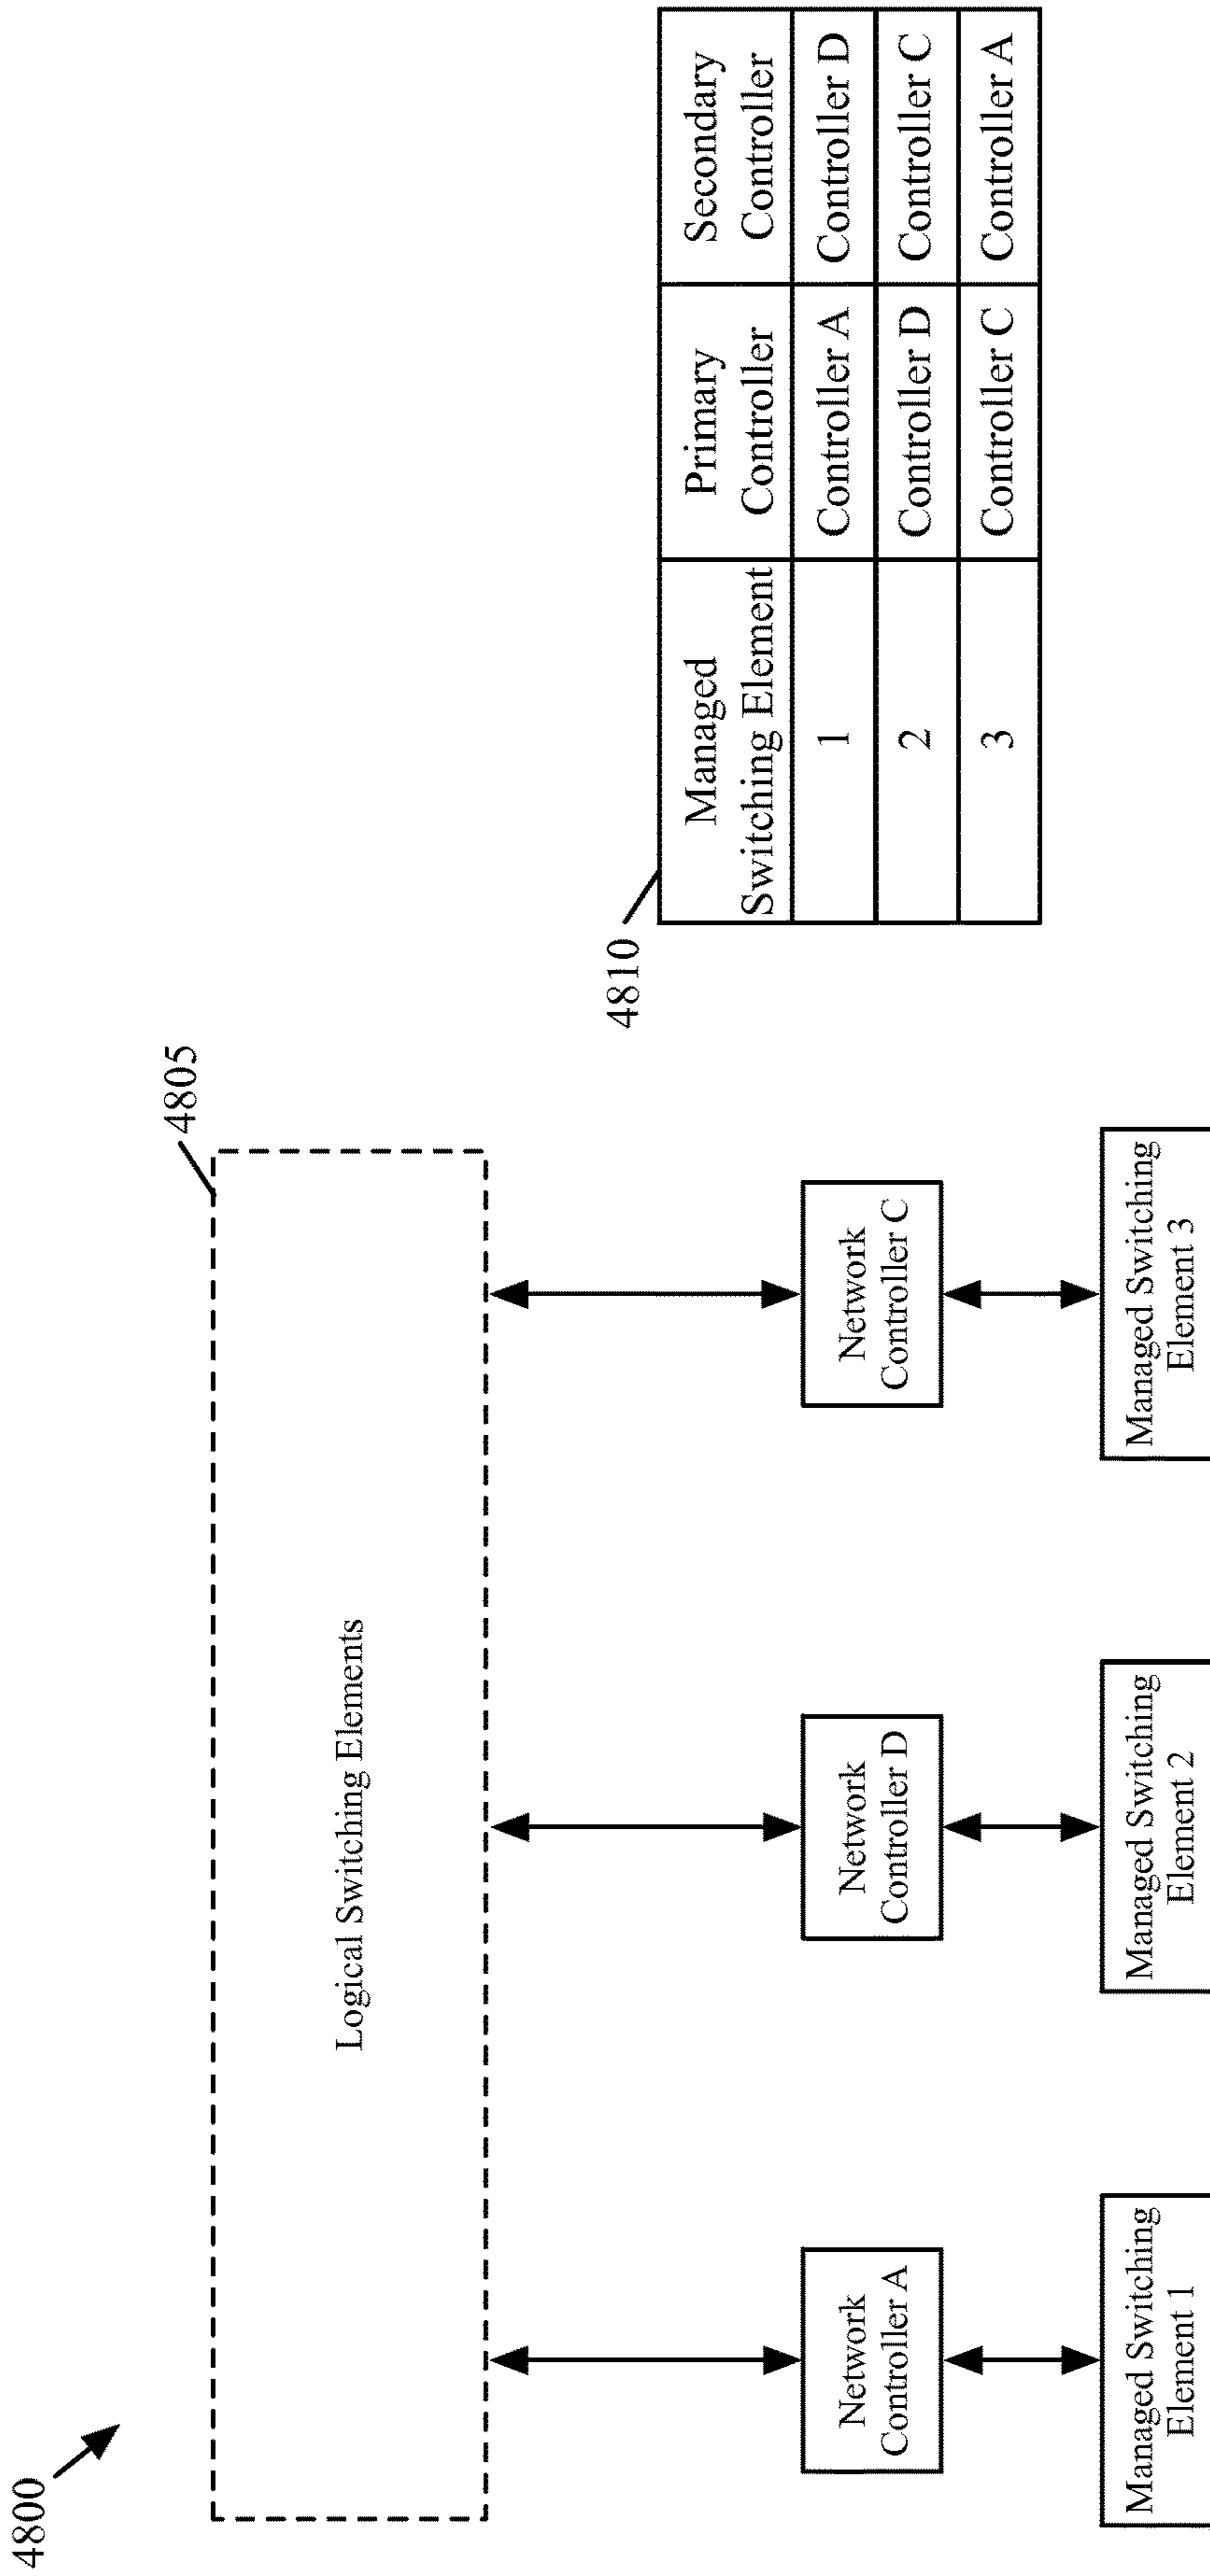 4800
4805
Logical Switching Elements
Network
Controller A
Network
Controller D
Network
Controller C
Managed Switching
Element 1
Managed Switching
Element 2
Managed Switching
Element 3
4810
Managed
Switching Element
Primary
Controller
Secondary
Controller
1
Controller A
Controller D
2
Controller D
Controller C
3
Controller C
Controller A